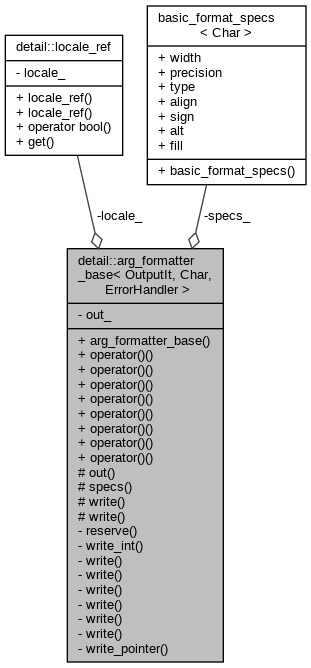 detail::locale_ref
- locale_
+ locale_ref()
+ locale_ref()
+ operator bool()
+ get()
basic_format_specs
< Char >
+ width
+ precision
+ type
+ align
+ sign
+ alt
+ fill
+ basic_format_specs()
-locale_
-specs_
detail::arg_formatter
_base< OutputIt, Char,
ErrorHandler >
- out_
+ arg_formatter_base()
+ operator()()
+ operator()()
+ operator()()
+ operator()()
+ operator()()
+ operator()()
+ operator()()
+ operator()()
# out()
# specs()
# write()
# write()
- reserve()
- write_int()
- write()
- write()
- write()
- write()
- write()
- write()
- write_pointer()